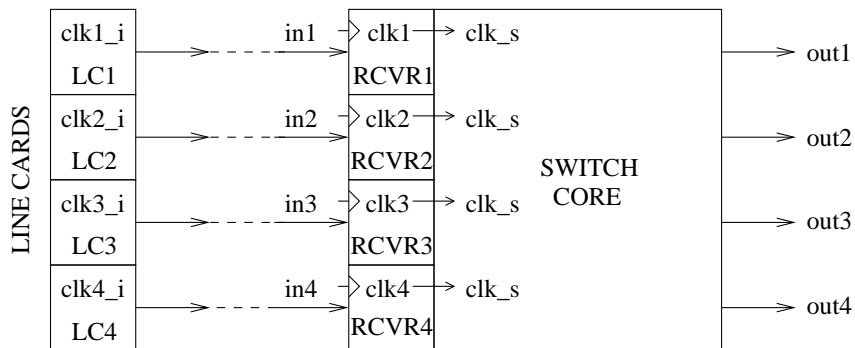 LINE CARDS
clk1_i in1 clk1 clk_s
LC1 RCVR1 out1
clk2_i in2 clk2 clk_s
LC2 RCVR2 out2
SWITCH
CORE
clk3_i in3 clk3 clk_s
LC3 RCVR3 out3
clk4_i in4 clk4 clk_s
LC4 RCVR4 out4